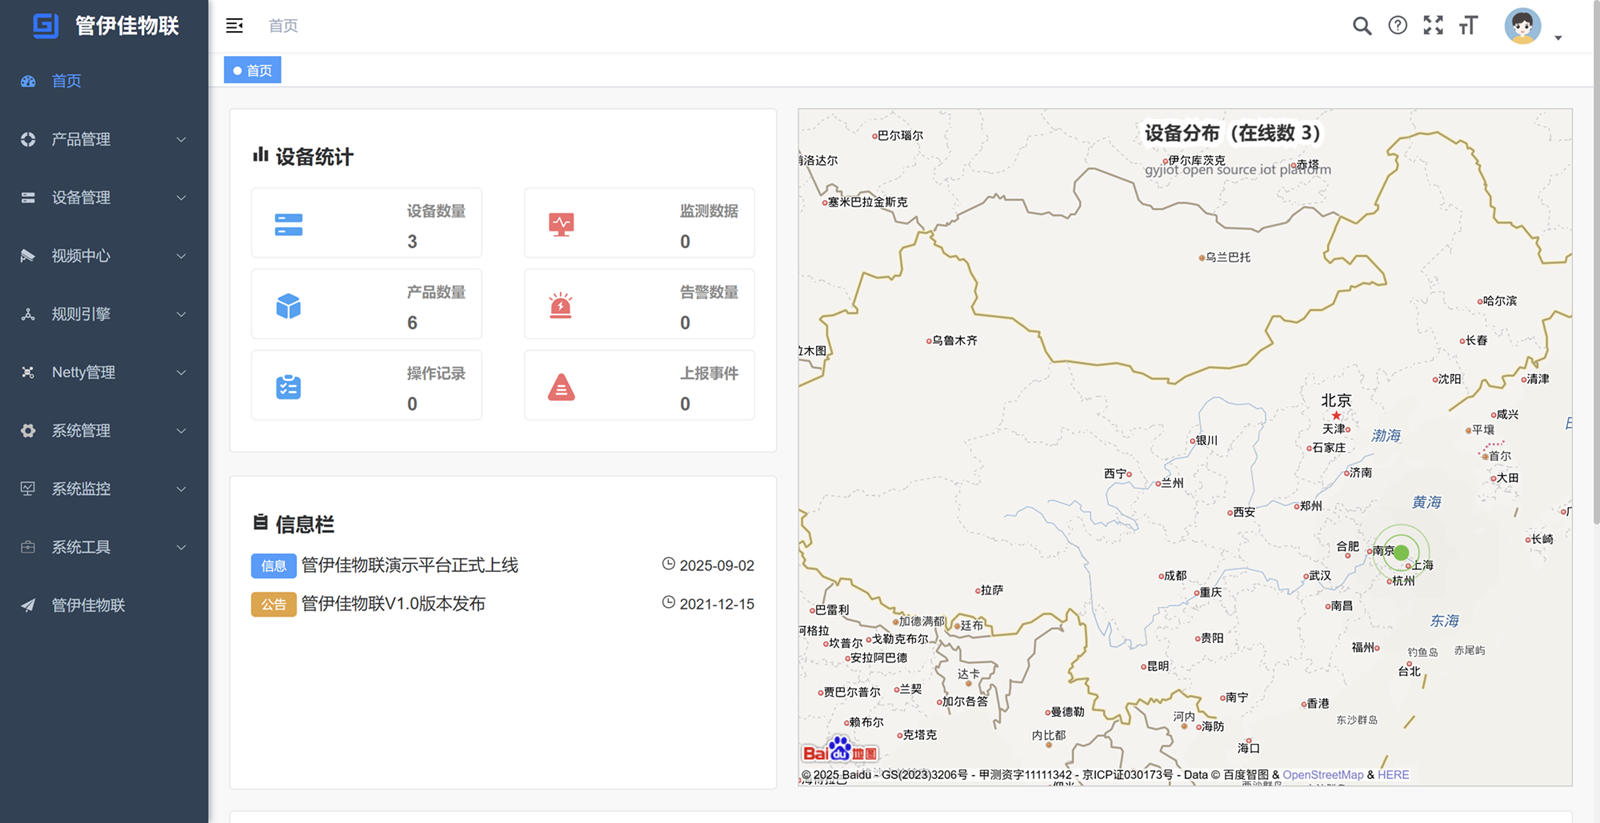 管伊佳物联
首页
首页
首页
产品管理
设备管理
视频中心
规则引擎
Netty管理
系统管理
系统监控
系统工具
管伊佳物联
设备统计
设备数量
3
监测数据
0
产品数量
6
告警数量
0
操作记录
0
上报事件
0
信息栏
信息 管伊佳物联演示平台正式上线 2025-09-02
公告 管伊佳物联V1.0版本发布 2021-12-15
设备分布（在线数 3）
gyjiot open source iot platform
巴尔瑙尔
伊尔库茨克
赤塔
洛达尔
塞米巴拉金斯克
乌兰巴托
哈尔滨
乌鲁木齐
长春
木图
沈阳
清津
北京
咸兴
天津
渤海
平壤
银川
石家庄
首尔
西宁
兰州
济南
大田
黄海
西安
郑州
长崎
合肥
南京
上海
成都
武汉
杭州
拉萨
重庆
南昌
巴雷利
加德满都
廷布
东海
阿格拉
坎普尔
戈勒克布尔
贵阳
福州
钓鱼岛
赤尾屿
安拉阿巴德
昆明
台北
达卡
贾巴尔普尔
兰契
加尔各答
南宁
香港
曼德勒
河内
海防
东沙群岛
赖布尔
克塔克
内比都
海口
Bai du 地图
© 2025 Baidu - GS(2023)3206号 - 甲测资字11111342 - 京ICP证030173号 - Data © 百度智图 & OpenStreetMap & HERE